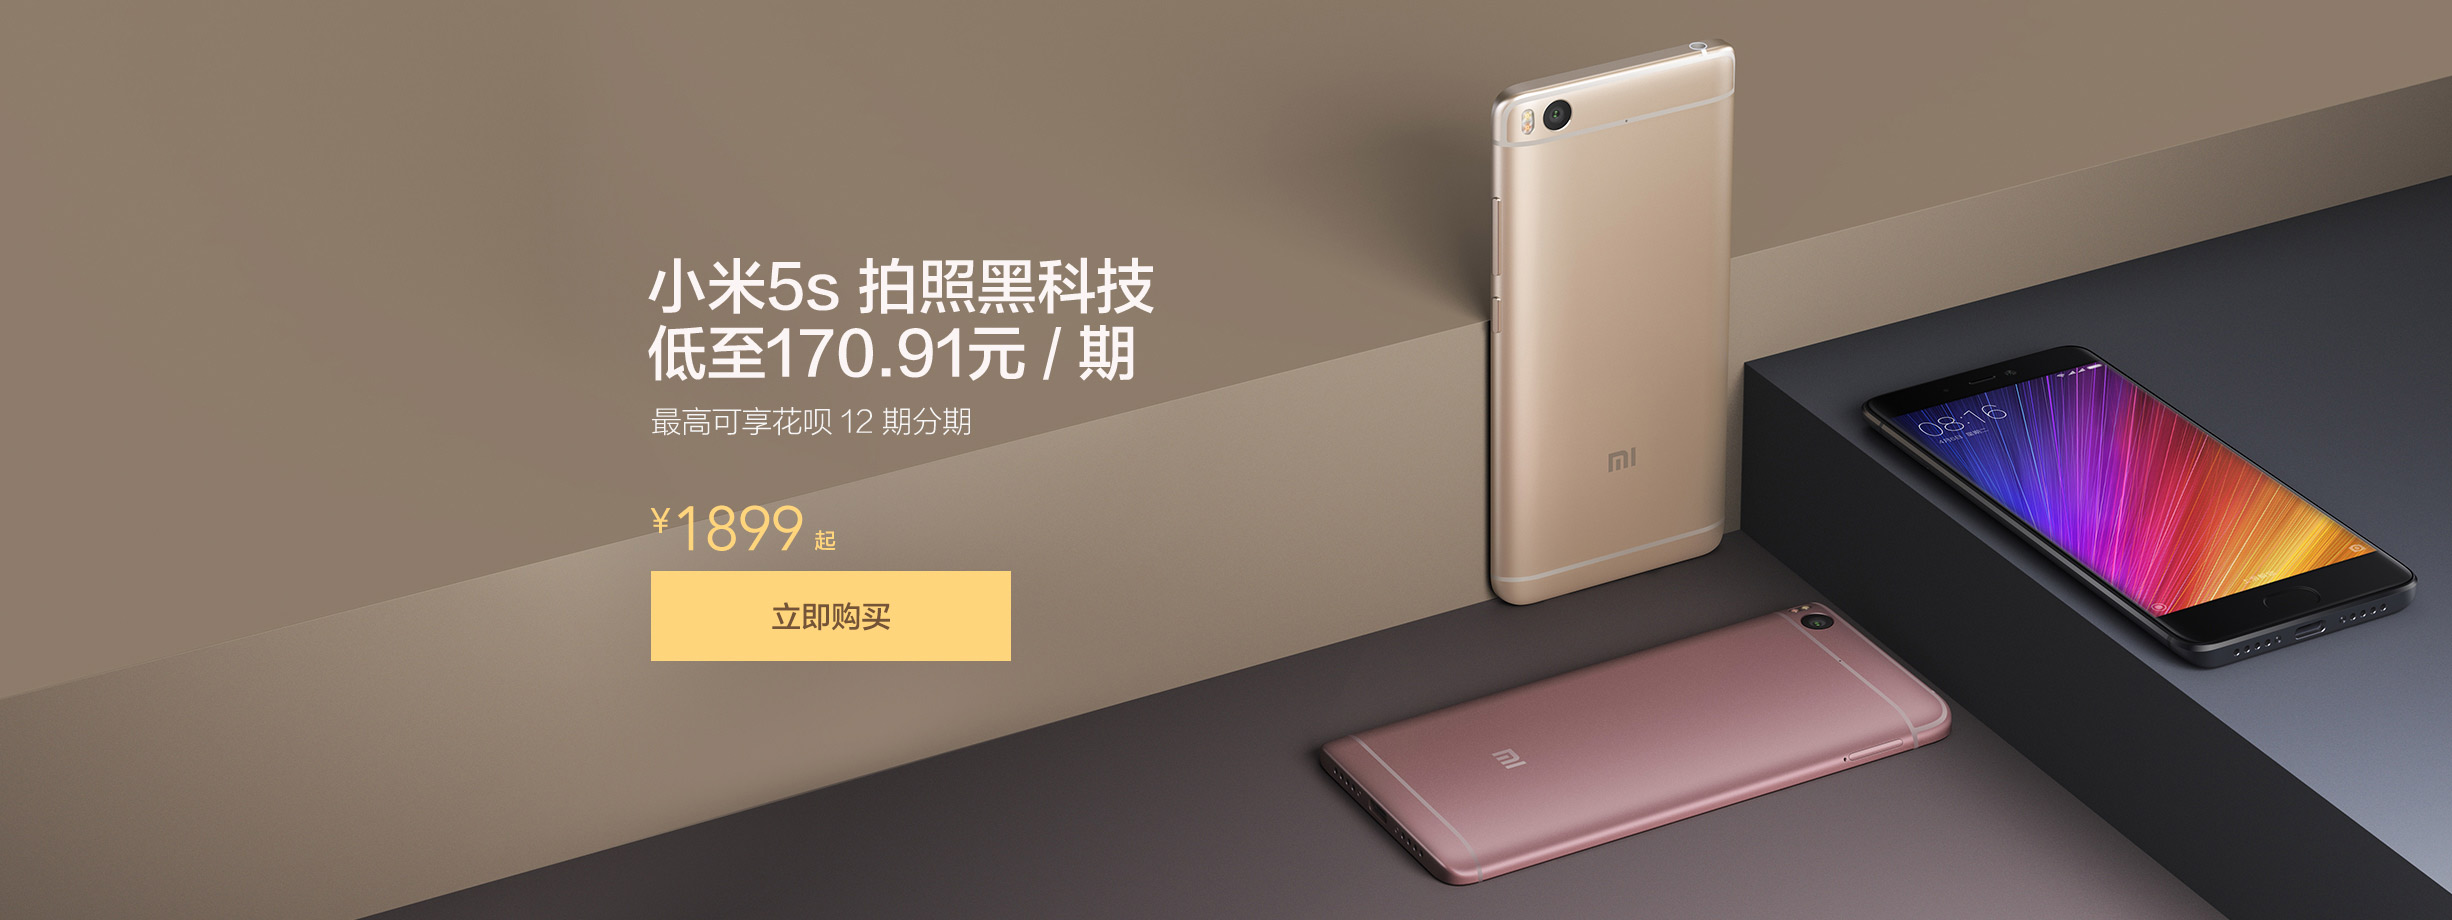 小米5s 拍照黑科技
低至170.91元 / 期
最高可享花呗 12 期分期
¥1899 起
立即购买
mi
mi
08:16